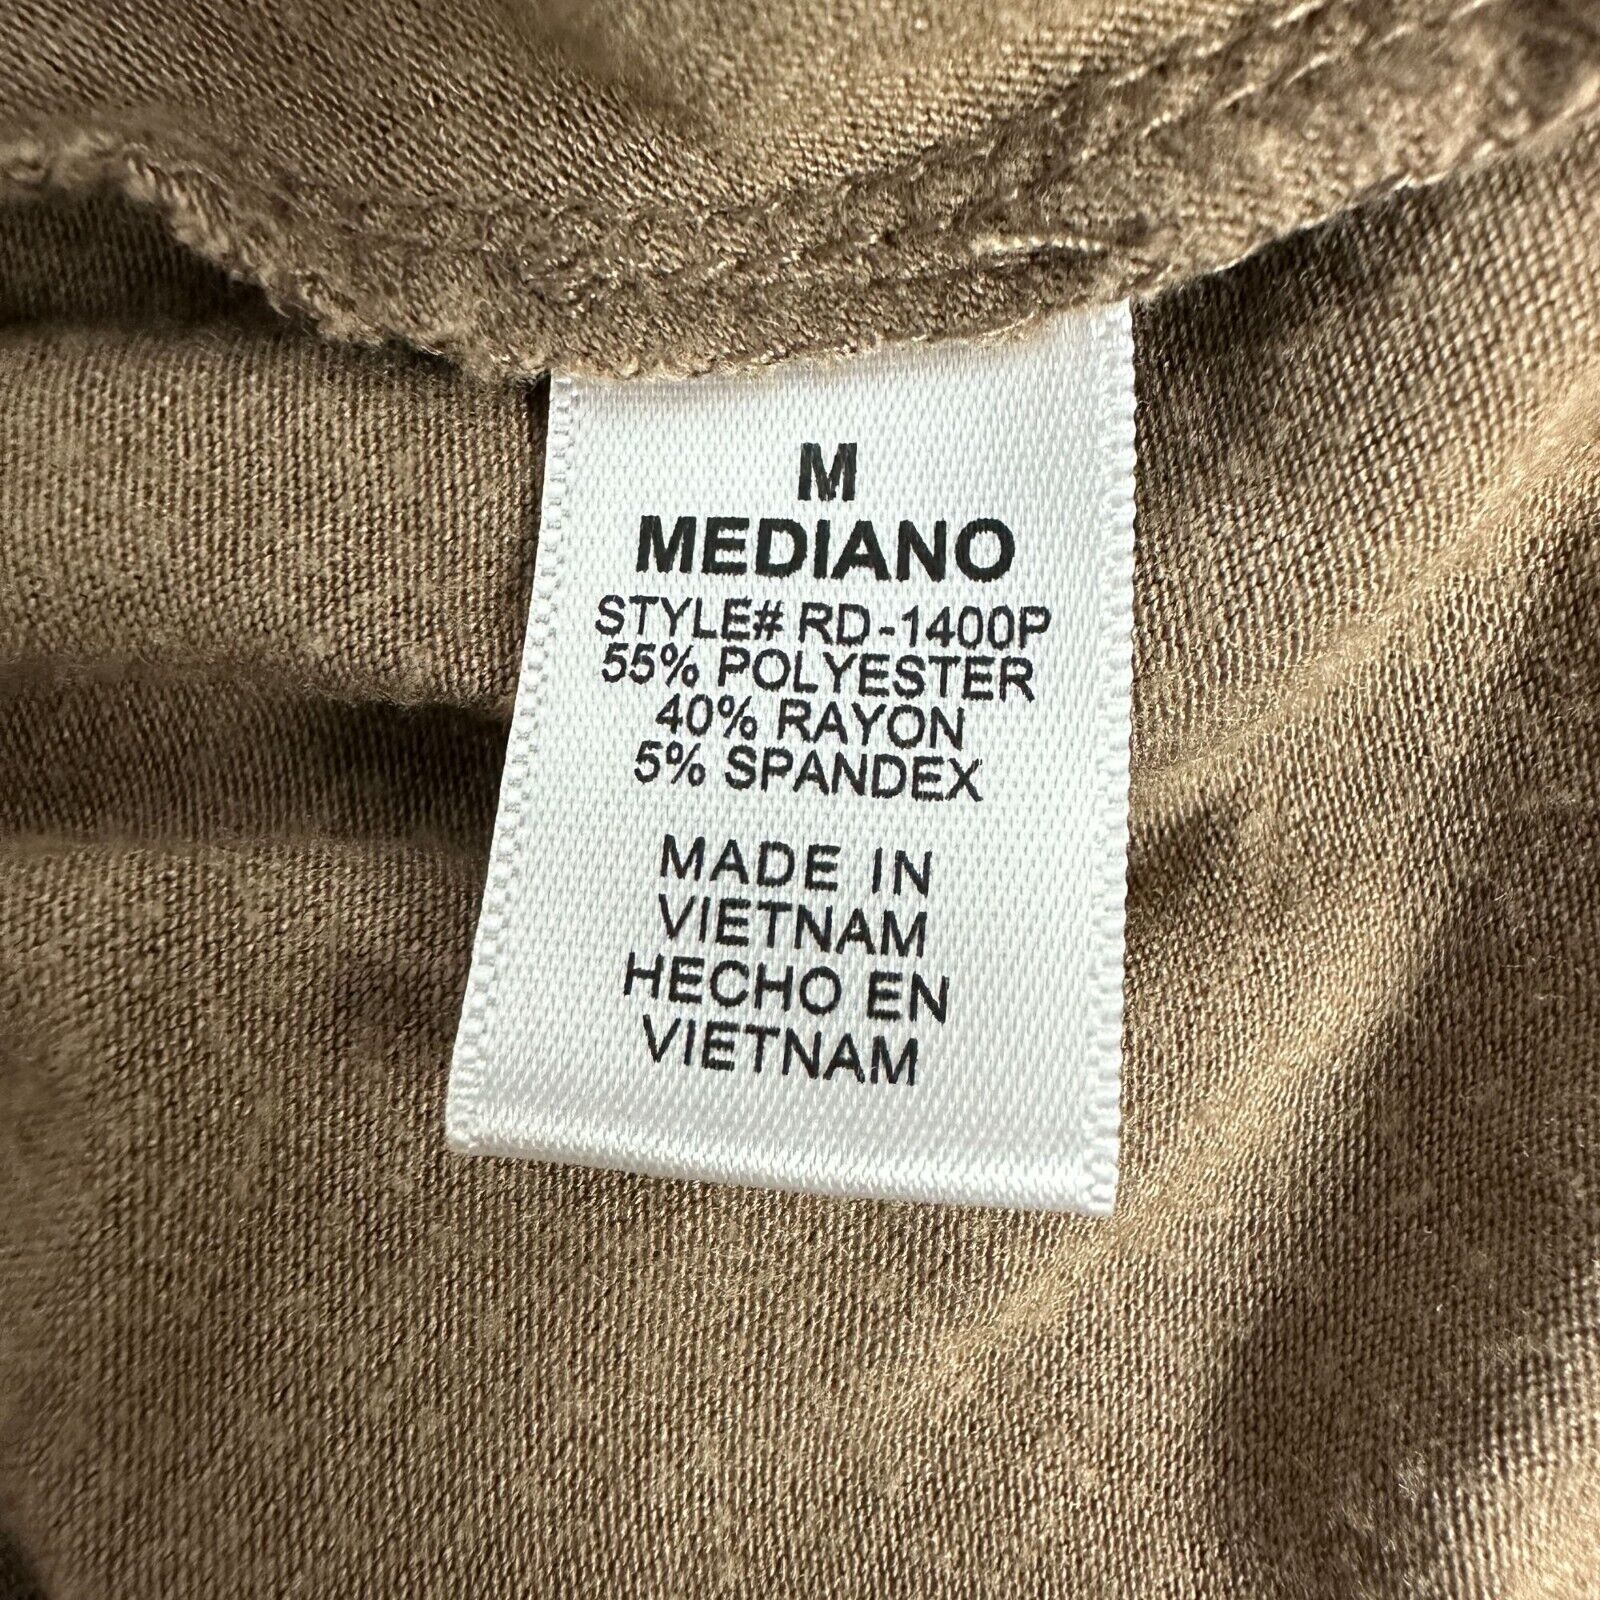 M
MEDIANO
STYLE# RD-1400P
55% POLYESTER
40% RAYON
5% SPANDEX
MADE IN
VIETNAM
HECHO EN
VIETNAM